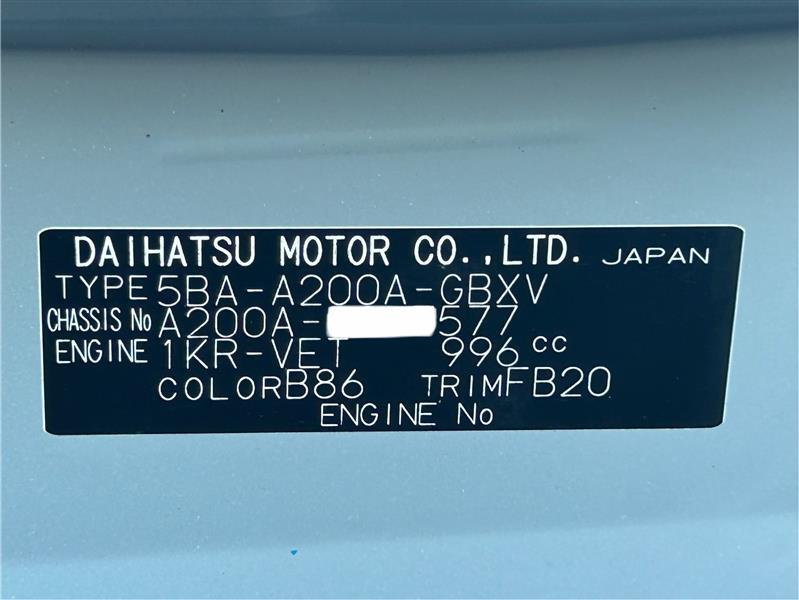 DAIHATSU MOTOR CO.,LTD. JAPAN
TYPE 5BA-A200A-GBXV
CHASSIS No A200A- 577
ENGINE 1KR-VET 996 cc
COLOR B86 TRIM FB20
ENGINE No